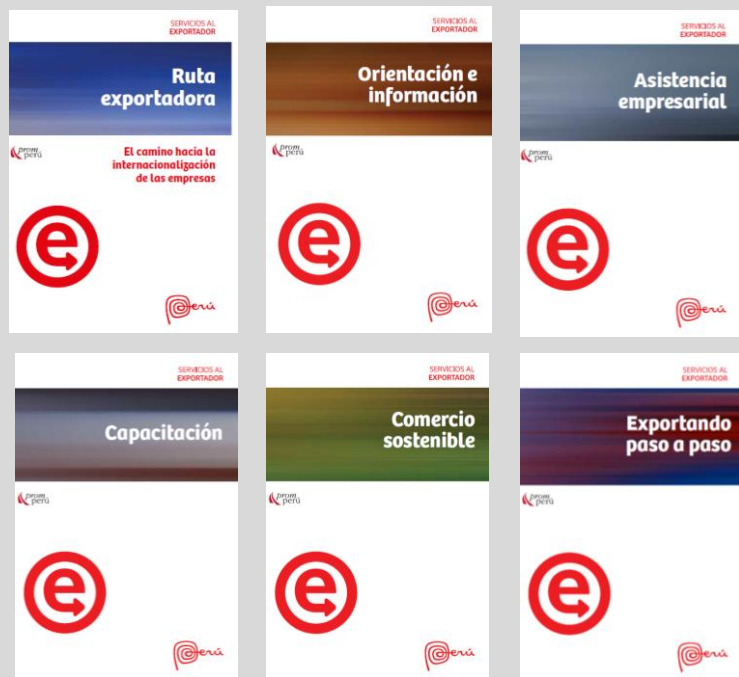 SERVICIOS AL
EXPORTADOR
Ruta
exportadora
prom
perú
El camino hacia la
internacionalización
de las empresas
e
Perú
SERVICIOS AL
EXPORTADOR
Orientación e
información
prom
perú
e
Perú
SERVICIOS AL
EXPORTADOR
Asistencia
empresarial
prom
perú
e
Perú
SERVICIOS AL
EXPORTADOR
Capacitación
prom
perú
e
Perú
SERVICIOS AL
EXPORTADOR
Comercio
sostenible
prom
perú
e
Perú
SERVICIOS AL
EXPORTADOR
Exportando
paso a paso
prom
perú
e
Perú